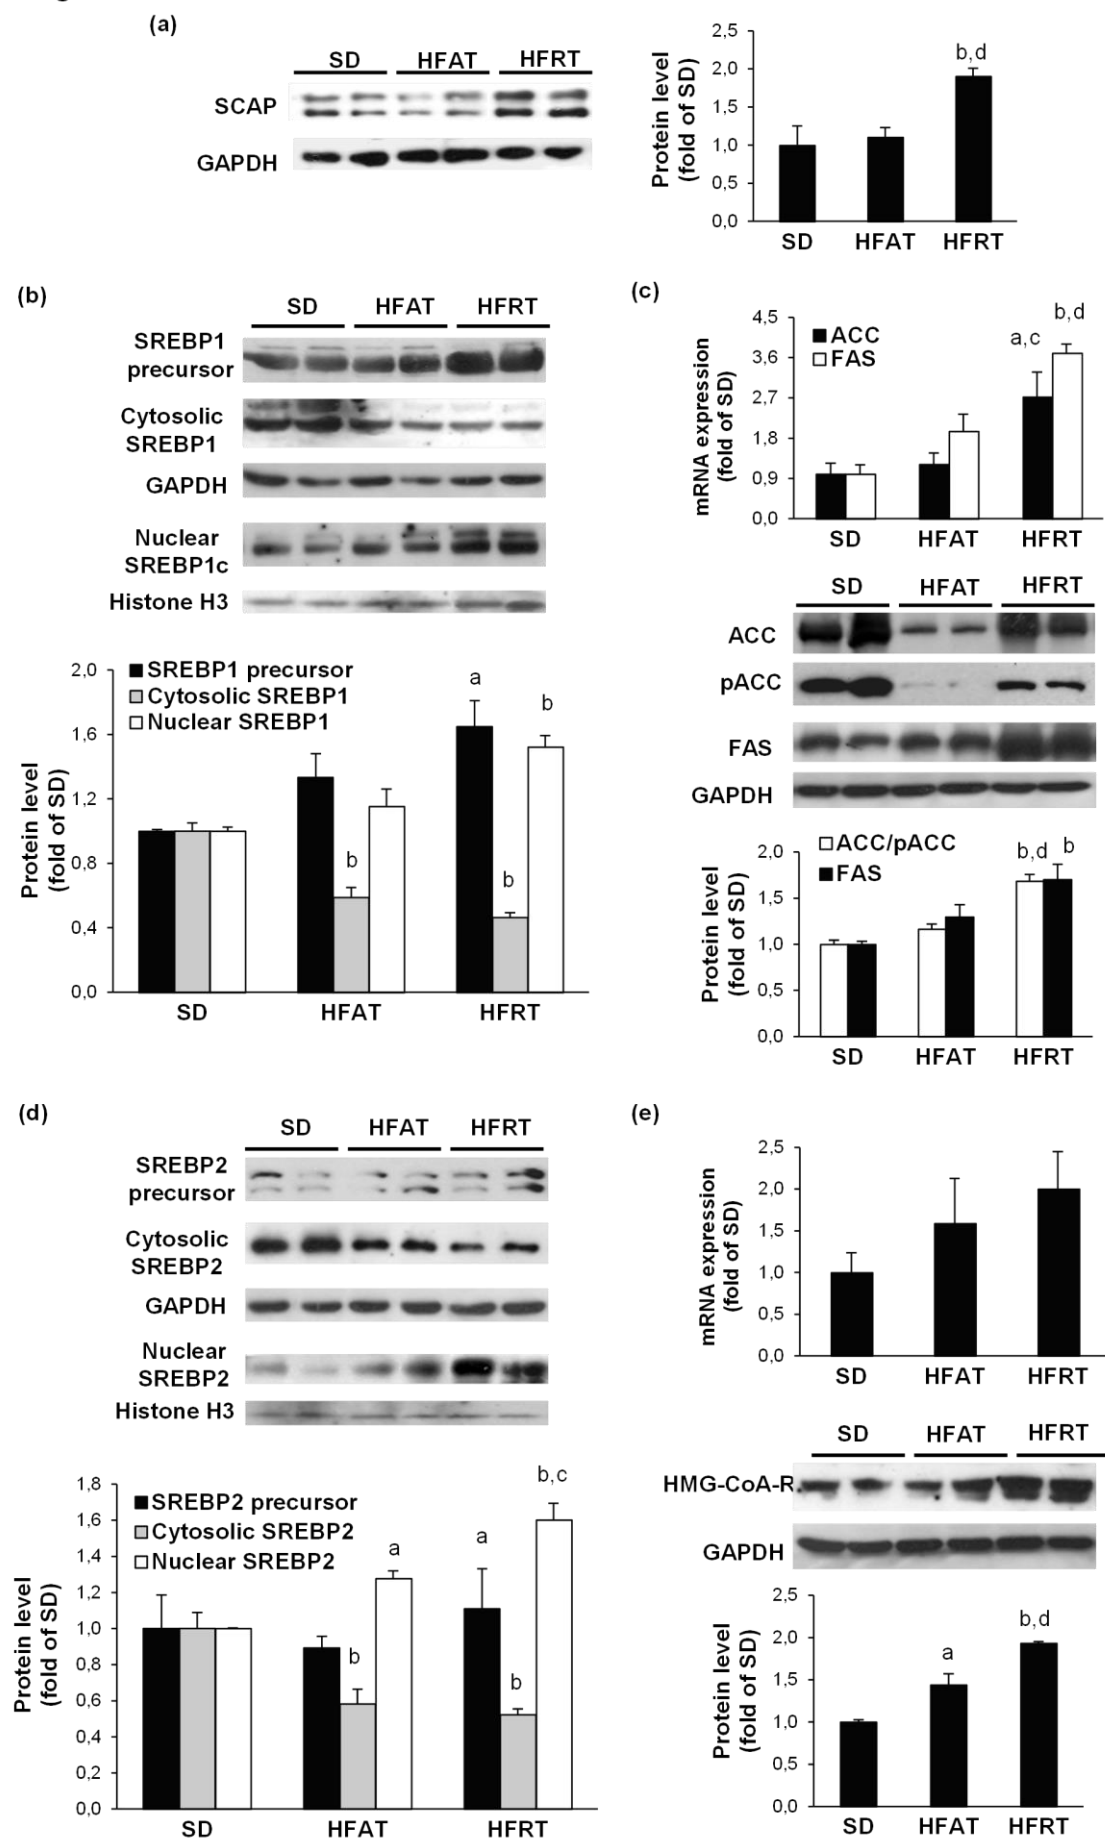 (a)
SD HFAT HFRT
SCAP
GAPDH
Protein level
(fold of SD)
2,5
2,0
1,5
1,0
0,5
0,0
b,d
SD HFAT HFRT
(b)
SD HFAT HFRT
SREBP1
precursor
Cytosolic
SREBP1
GAPDH
Nuclear
SREBP1c
Histone H3
Protein level
(fold of SD)
2,0
1,6
1,2
0,8
0,4
0,0
SREBP1 precursor
Cytosolic SREBP1
Nuclear SREBP1
b
a
b
b
SD HFAT HFRT
(c)
mRNA expression
(fold of SD)
4,5
3,6
2,7
1,8
0,9
0,0
ACC
FAS
a,c
b,d
SD HFAT HFRT
SD HFAT HFRT
ACC
pACC
FAS
GAPDH
Protein level
(fold of SD)
2,0
1,5
1,0
0,5
0,0
ACC/pACC
FAS
b,d b
SD HFAT HFRT
(d)
SD HFAT HFRT
SREBP2
precursor
Cytosolic
SREBP2
GAPDH
Nuclear
SREBP2
Histone H3
Protein level
(fold of SD)
1,8
1,6
1,4
1,2
1,0
0,8
0,6
0,4
0,2
0,0
SREBP2 precursor
Cytosolic SREBP2
Nuclear SREBP2
b
a
a
b
b,c
SD HFAT HFRT
(e)
mRNA expression
(fold of SD)
2,5
2,0
1,5
1,0
0,5
0,0
SD HFAT HFRT
SD HFAT HFRT
HMG-CoA-R
GAPDH
Protein level
(fold of SD)
2,5
2,0
1,5
1,0
0,5
0,0
a
b,d
SD HFAT HFRT